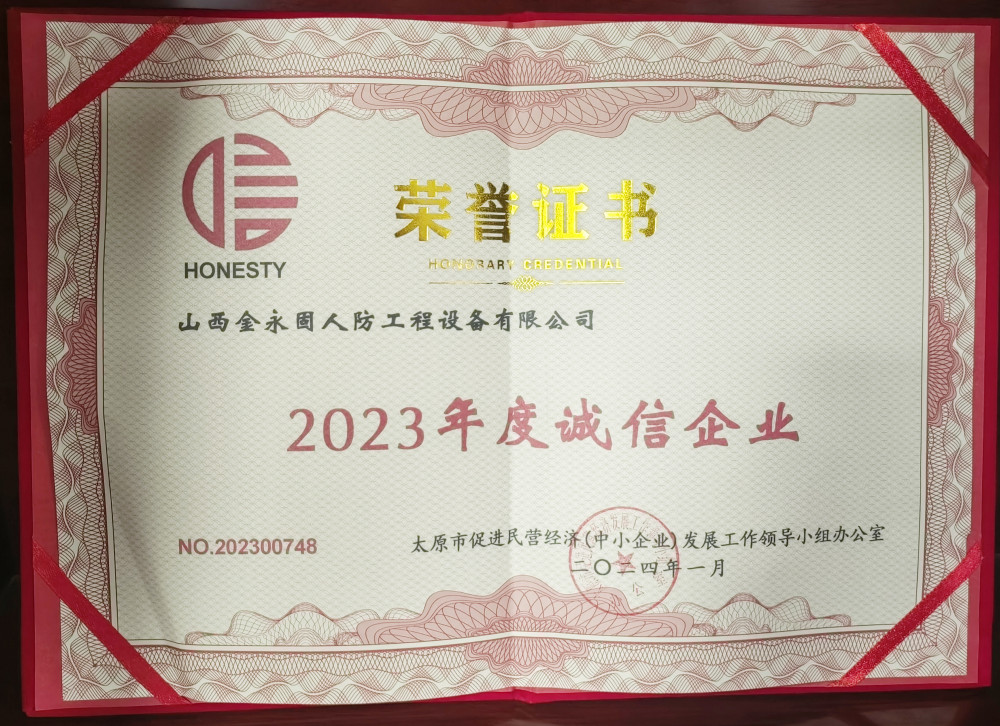 HONESTY
荣誉证书
HONORARY CREDENTIAL
山西金永固人防工程设备有限公司
2023年度诚信企业
NO.202300748
太原市促进民营经济(中小企业)发展工作领导小组办公室
二〇二四年一月